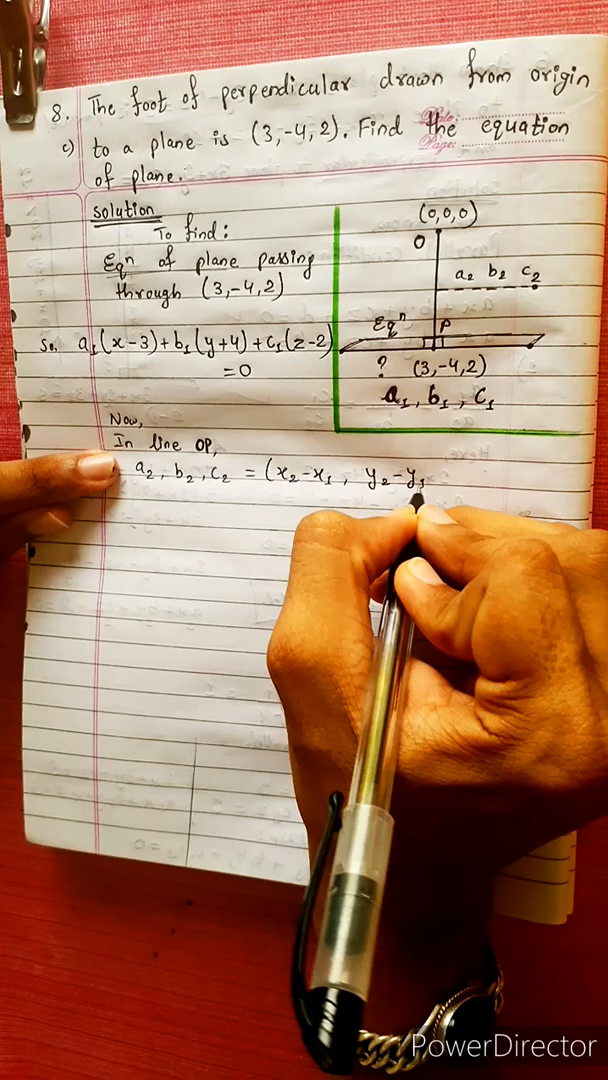 8. The foot of perpendicular drawn from origin
c) to a plane is (3,-4,2). Find the equation
Date:
Page:
of plane.
Solution
To find:
Eqⁿ of plane passing
through (3,-4,2)
So, a₁(x-3)+b₁(y+4)+c₁(z-2)
=0
(0,0,0)
O
a₂ b₂ c₂
Eqⁿ P
? (3,-4,2)
a₁, b₁, c₁
Now,
In line OP,
a₂, b₂, c₂ = (x₂-x₁, y₂-y₁
PowerDirector